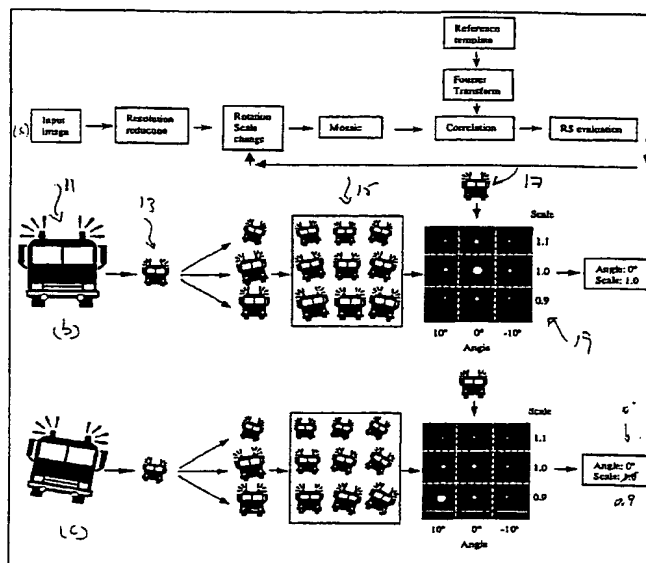 Reference
template
Fourier
Transform
(a)
Input
image
Resolution
reduction
Rotation
Scale
change
Mosaic
Correlation
RS evaluation
11
13
15
17
Scale
1.1
1.0
0.9
Angle: 0°
Scale: 1.0
10° 0° -10°
Angle
19
(b)
Scale
1.1
1.0
0.9
Angle: 0°
Scale: 1.0
0.9
10° 0° -10°
Angle
(c)